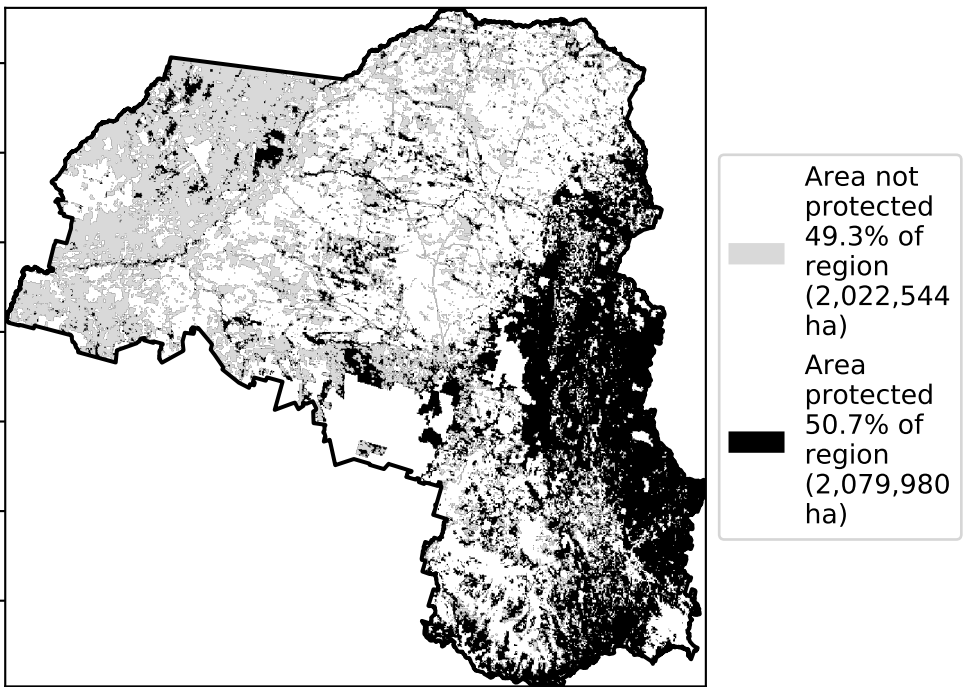 Area not
protected
49.3% of
region
(2,022,544
ha)
Area
protected
50.7% of
region
(2,079,980
ha)